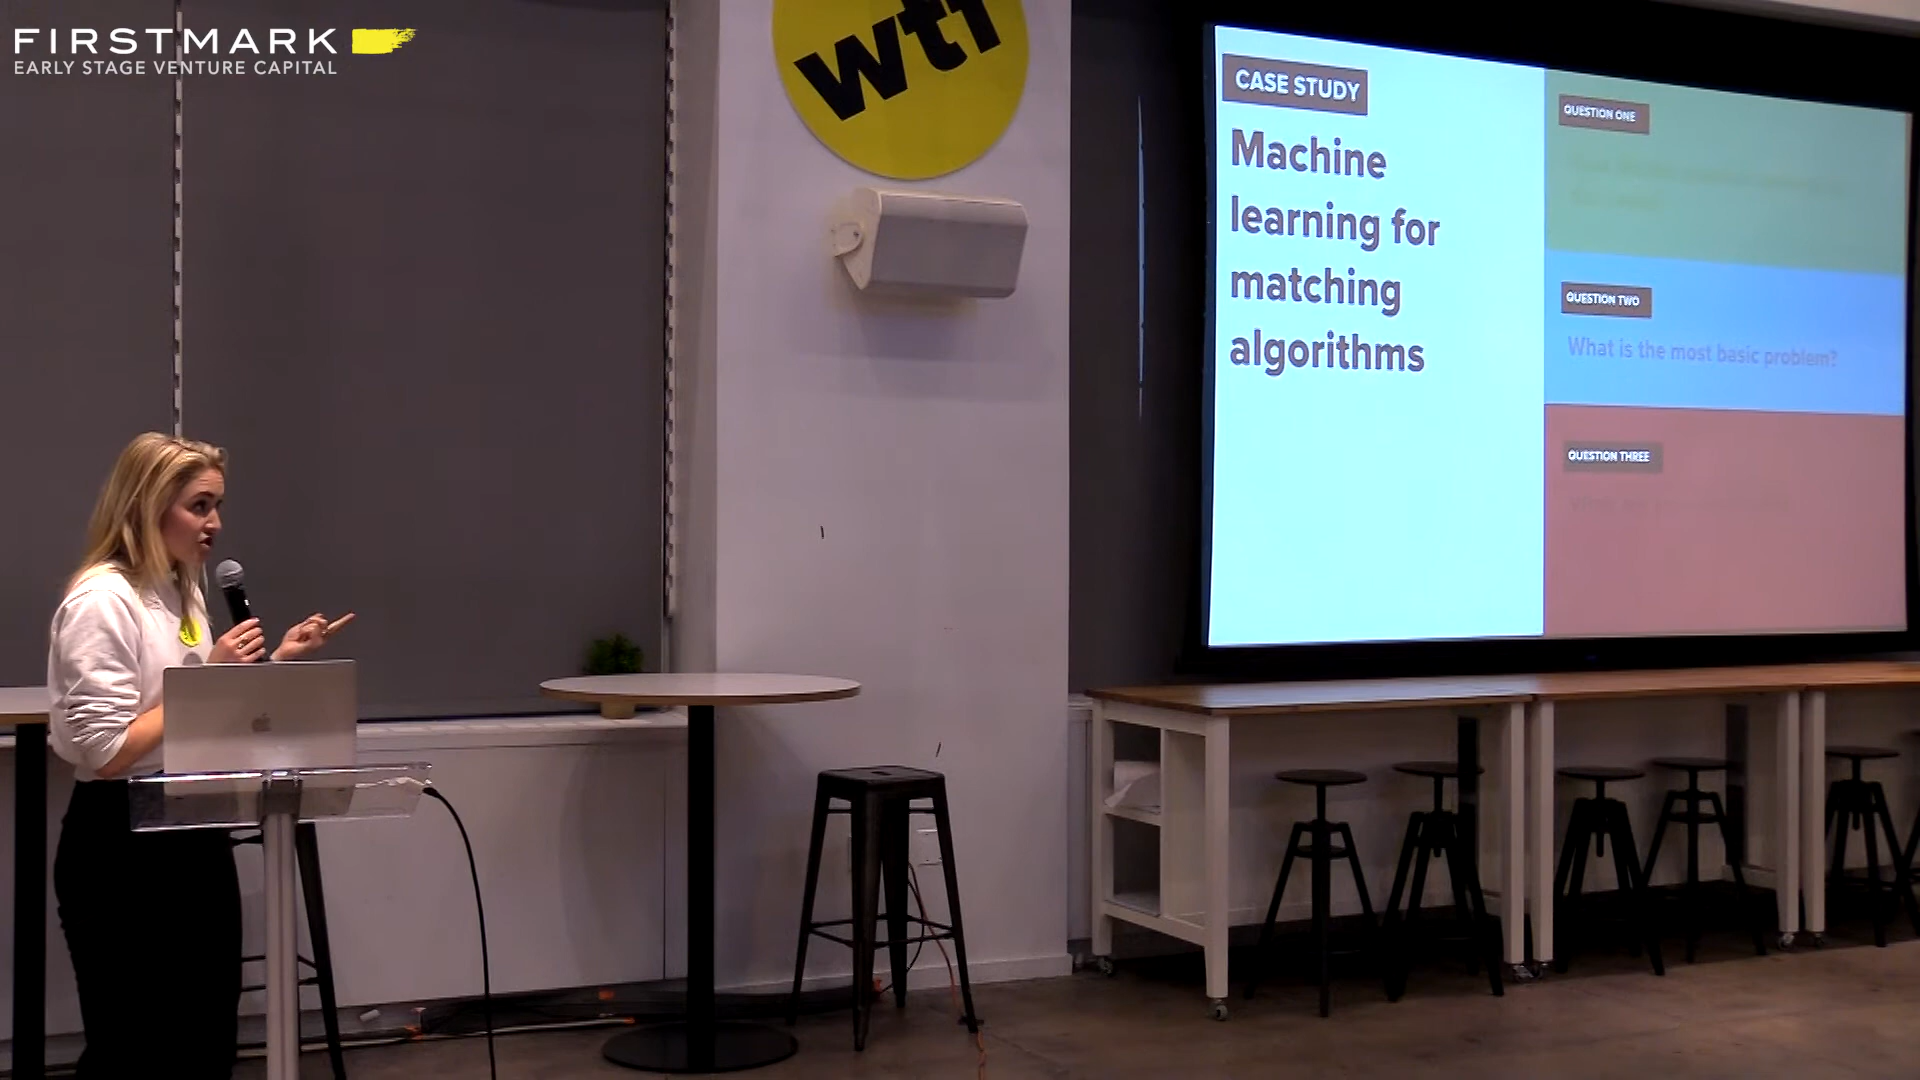 FIRSTMARK
EARLY STAGE VENTURE CAPITAL
wtf
CASE STUDY
Machine
learning for
matching
algorithms
QUESTION ONE
QUESTION TWO
What is the most basic problem?
QUESTION THREE